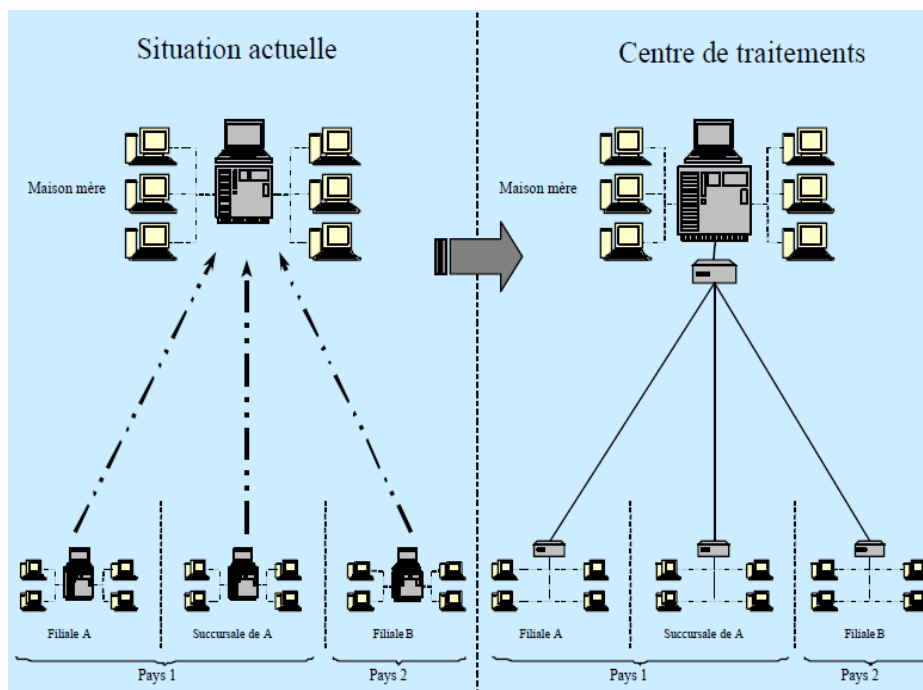 Situation actuelle
Maison mère
Filiale A
Succursale de A
Filiale B
Pays 1
Pays 2
Centre de traitements
Maison mère
Filiale A
Succursale de A
Filiale B
Pays 1
Pays 2